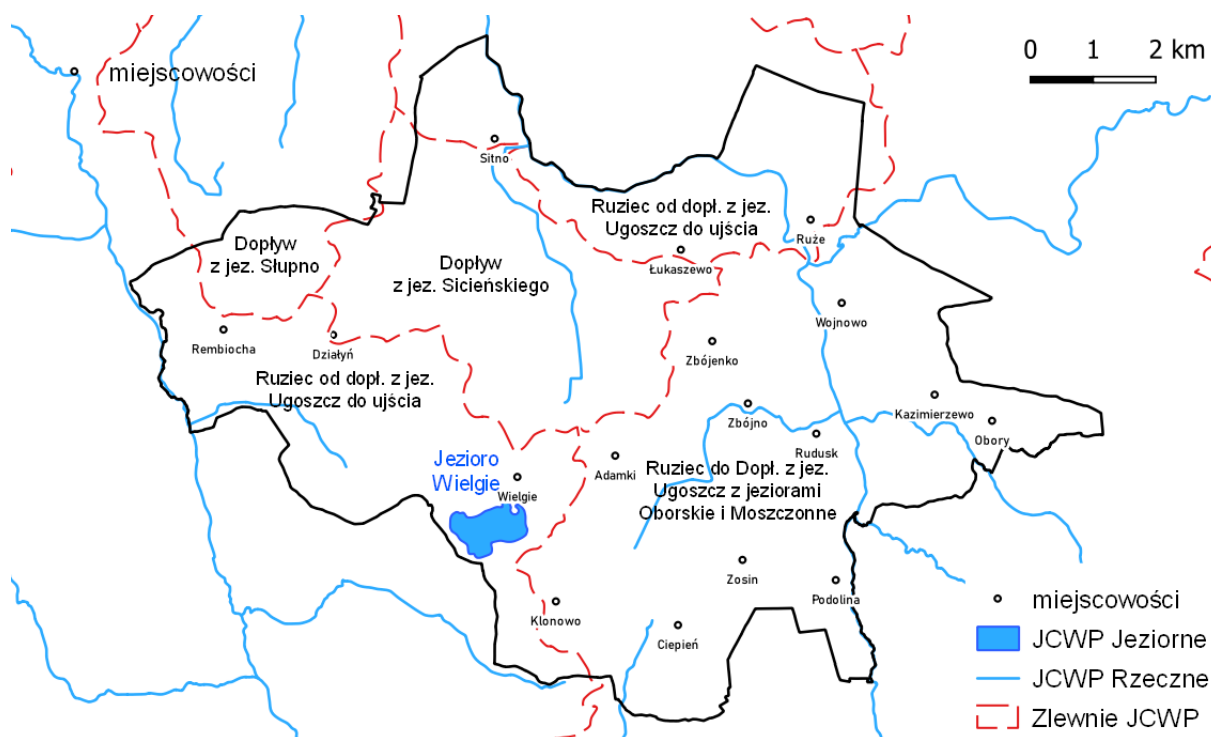 miejscowości
0 1 2 km
Sitno
Ruziec od dopł. z jez.
Ugoszcz do ujścia
Ruże
Dopływ
z jez. Słupno
Dopływ
z jez. Sicieńskiego
Łukaszewo
Rembiocha
Działyń
Wojnowo
Zbójenko
Ruziec od dopł. z jez.
Ugoszcz do ujścia
Zbójno
Kazimierzewo
Obory
Rudusk
Jezioro
Wielgie
Wielgie
Adamki
Ruziec do Dopł. z jez.
Ugoszcz z jeziorami
Oborskie i Moszczonne
Zosin
Podolina
Klonowo
Ciepień
miejscowości
JCWP Jeziorne
JCWP Rzeczne
Zlewnie JCWP